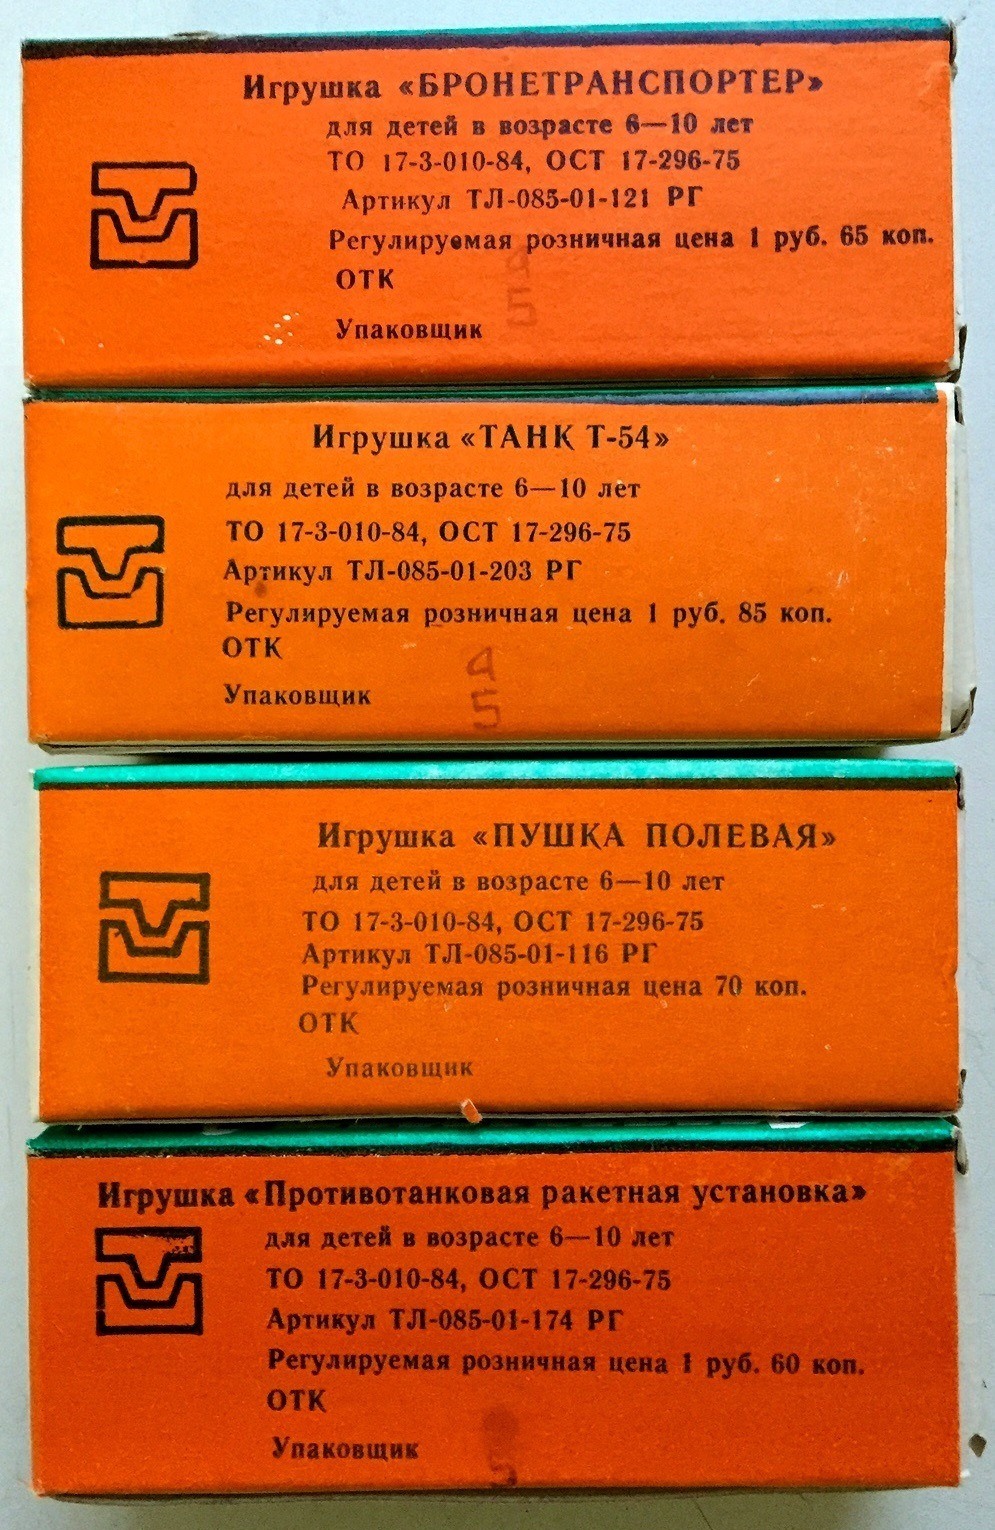 Игрушка «БРОНЕТРАНСПОРТЕР»
для детей в возрасте 6—10 лет
ТО 17-3-010-84, ОСТ 17-296-75
Артикул ТЛ-085-01-121 РГ
Регулируемая розничная цена 1 руб. 65 коп.
ОТК
Упаковщик
Игрушка «ТАНК Т-54»
для детей в возрасте 6—10 лет
ТО 17-3-010-84, ОСТ 17-296-75
Артикул ТЛ-085-01-203 РГ
Регулируемая розничная цена 1 руб. 85 коп.
ОТК
Упаковщик
Игрушка «ПУШКА ПОЛЕВАЯ»
для детей в возрасте 6—10 лет
ТО 17-3-010-84, ОСТ 17-296-75
Артикул ТЛ-085-01-116 РГ
Регулируемая розничная цена 70 коп.
ОТК
Упаковщик
Игрушка «Противотанковая ракетная установка»
для детей в возрасте 6—10 лет
ТО 17-3-010-84, ОСТ 17-296-75
Артикул ТЛ-085-01-174 РГ
Регулируемая розничная цена 1 руб. 60 коп.
ОТК
Упаковщик